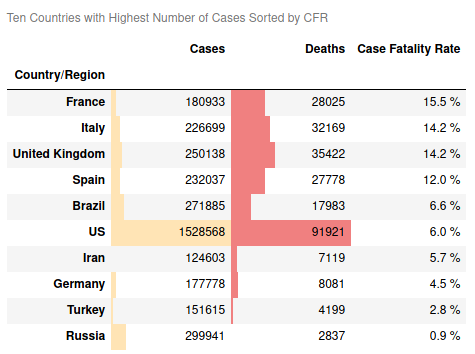 Ten Countries with Highest Number of Cases Sorted by CFR
Cases Deaths Case Fatality Rate
Country/Region
France 180933 28025 15.5 %
Italy 226699 32169 14.2 %
United Kingdom 250138 35422 14.2 %
Spain 232037 27778 12.0 %
Brazil 271885 17983 6.6 %
US 1528568 91921 6.0 %
Iran 124603 7119 5.7 %
Germany 177778 8081 4.5 %
Turkey 151615 4199 2.8 %
Russia 299941 2837 0.9 %